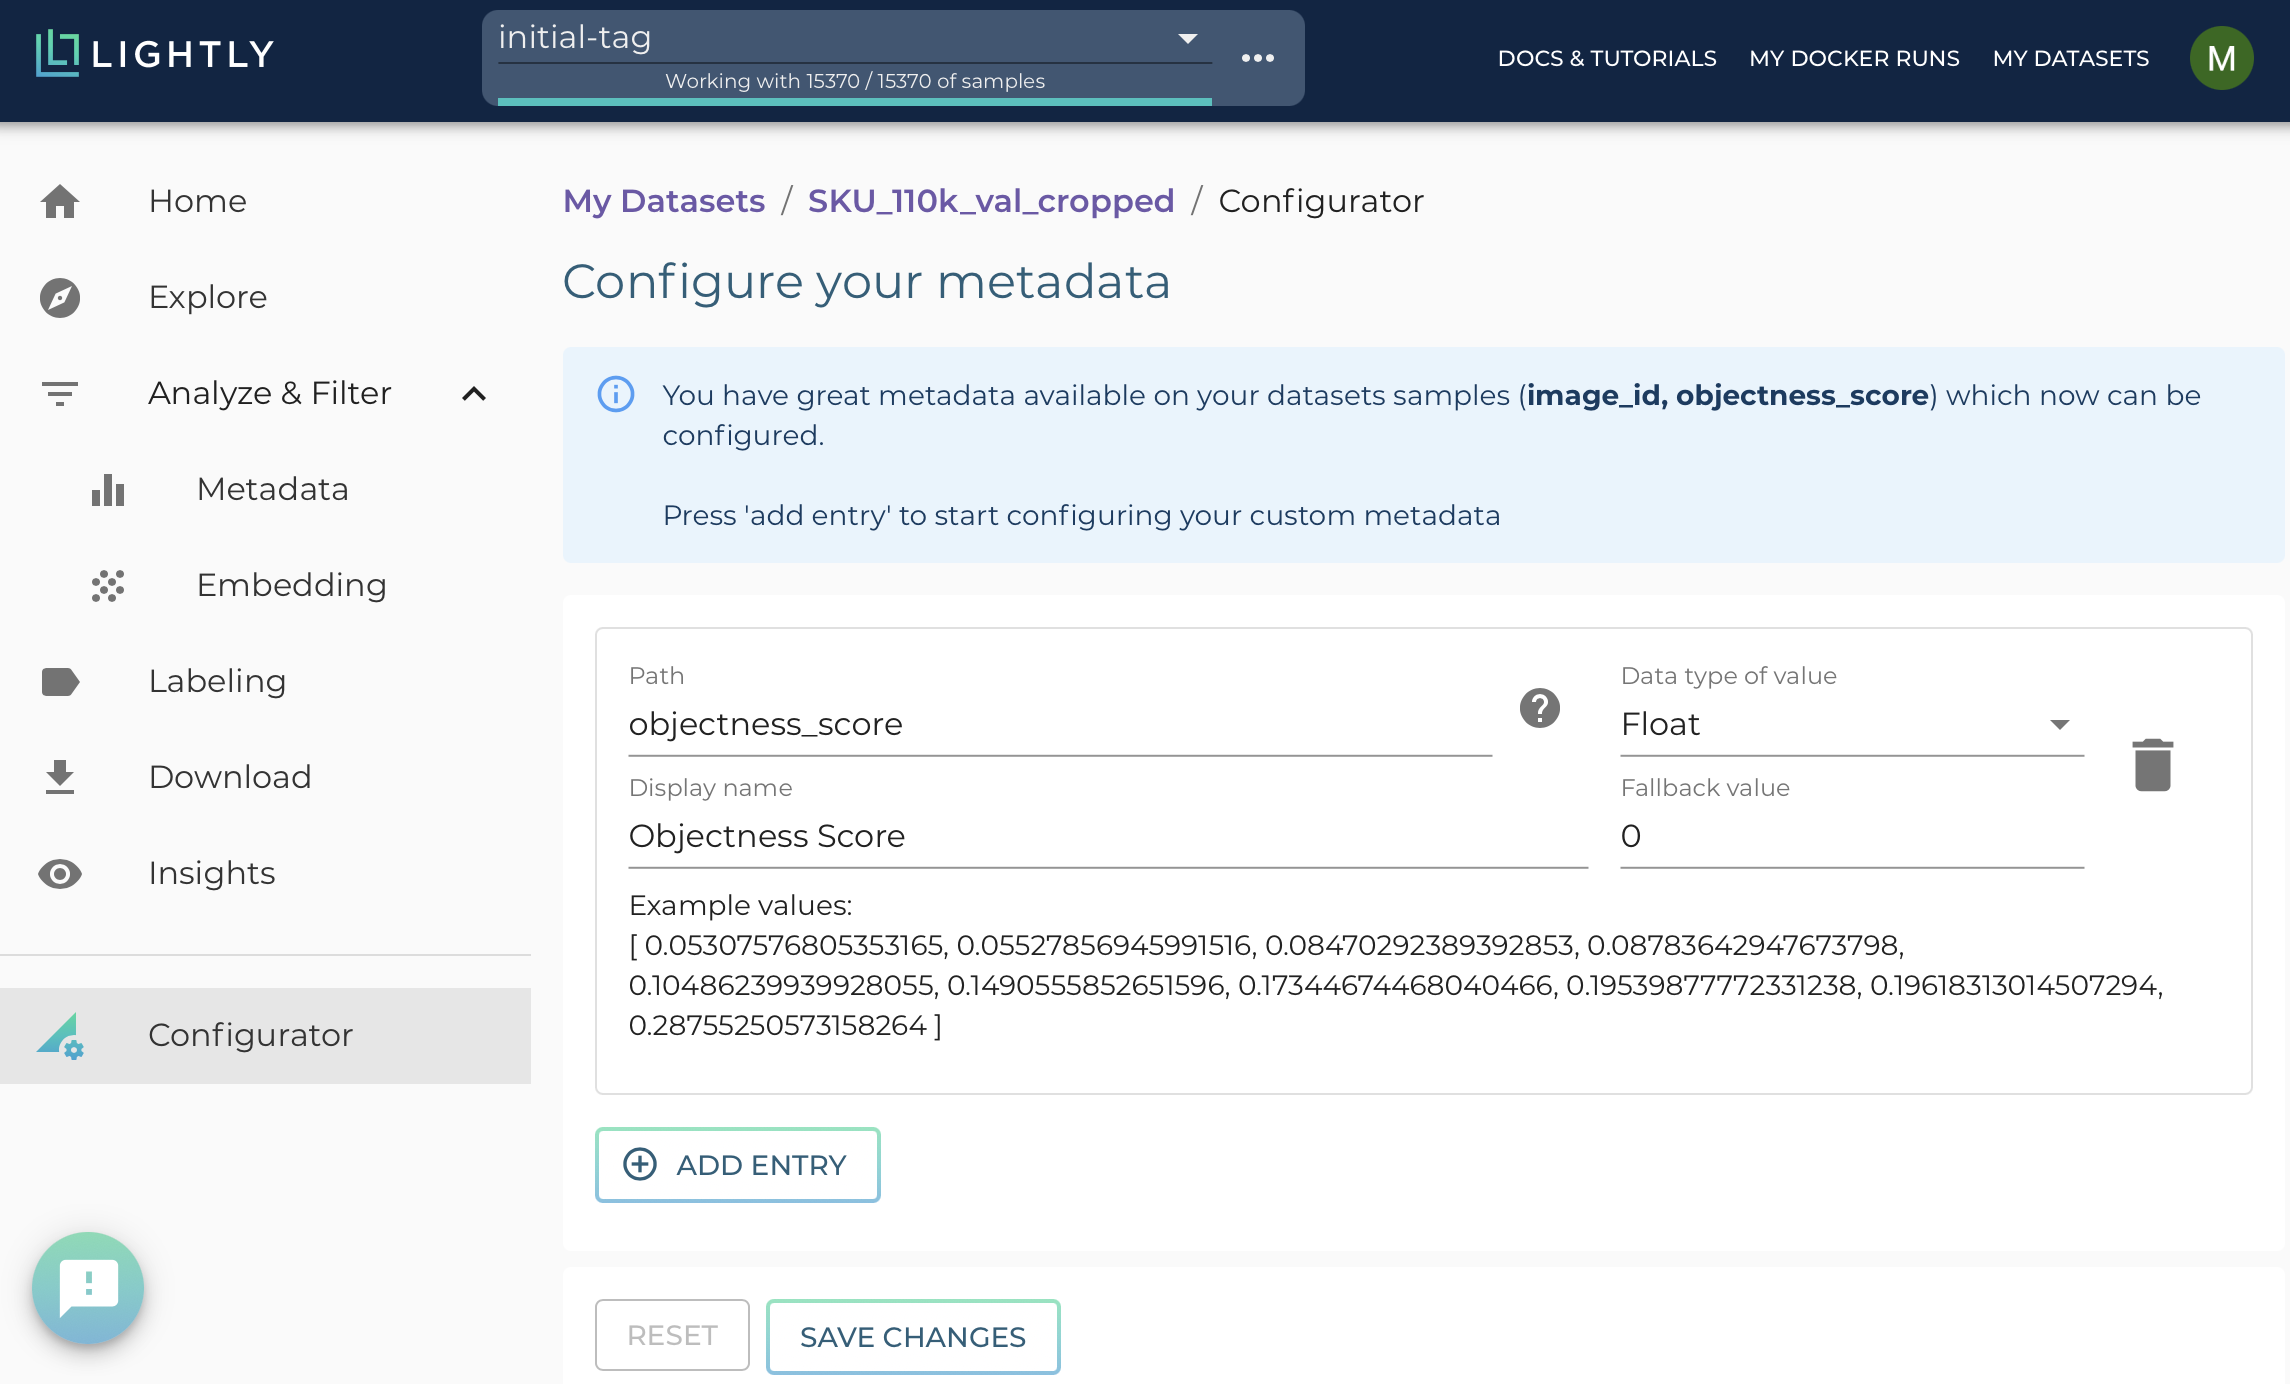 LIGHTLY
initial-tag
Working with 15370 / 15370 of samples
DOCS & TUTORIALS
MY DOCKER RUNS
MY DATASETS
M
Home
Explore
Analyze & Filter
Metadata
Embedding
Labeling
Download
Insights
Configurator
My Datasets / SKU_110k_val_cropped / Configurator
Configure your metadata
You have great metadata available on your datasets samples (image_id, objectness_score) which now can be
configured.
Press 'add entry' to start configuring your custom metadata
Path
objectness_score
Data type of value
Float
Display name
Objectness Score
Fallback value
0
Example values:
[ 0.05307576805353165, 0.05527856945991516, 0.08470292389392853, 0.08783642947673798,
0.10486239939928055, 0.1490555852651596, 0.17344674468040466, 0.19539877772331238, 0.19618313014507294,
0.28755250573158264 ]
ADD ENTRY
RESET
SAVE CHANGES